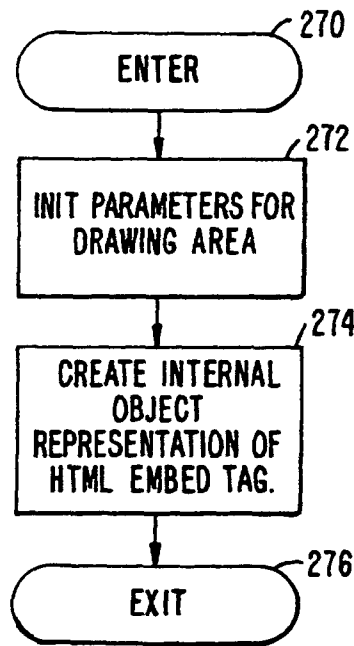 270
ENTER
272
INIT PARAMETERS FOR
DRAWING AREA
274
CREATE INTERNAL
OBJECT
REPRESENTATION OF
HTML EMBED TAG.
276
EXIT